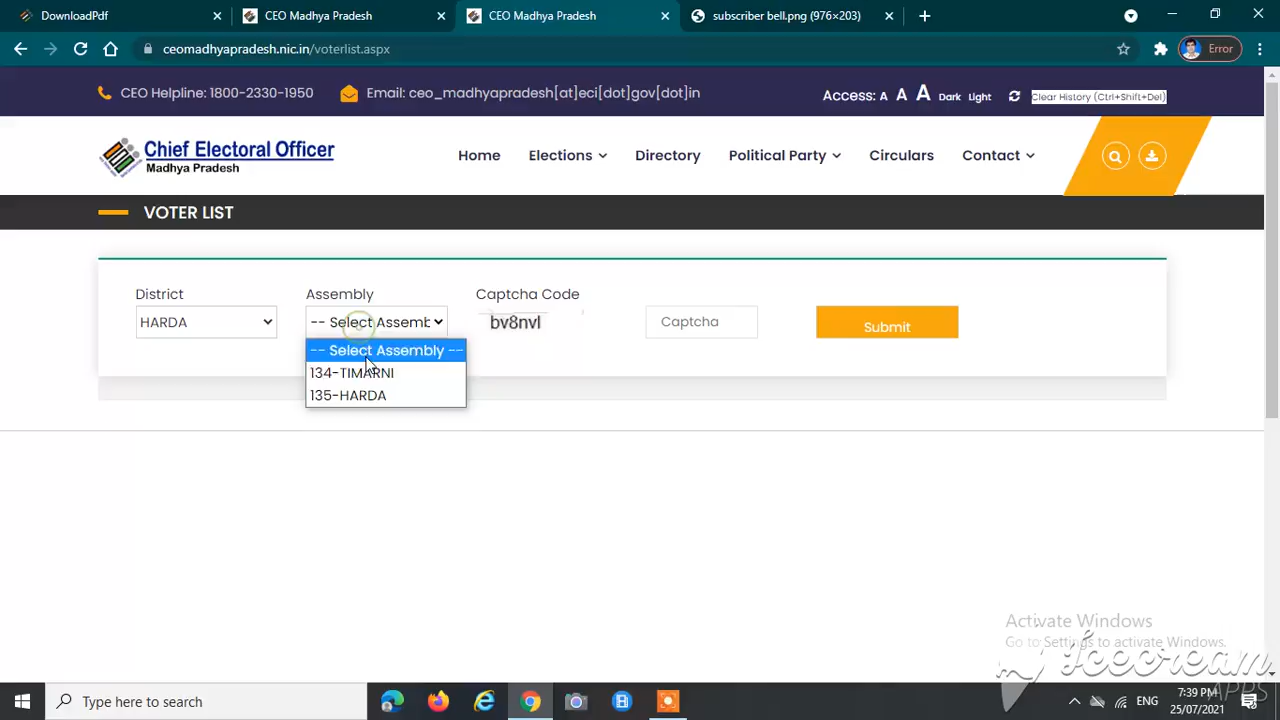 DownloadPdf
CEO Madhya Pradesh
CEO Madhya Pradesh
subscriber bell.png (976×203)
ceomadhyapradesh.nic.in/voterlist.aspx
Error
CEO Helpline: 1800-2330-1950
Email: ceo_madhyapradesh[at]eci[dot]gov[dot]in
Access: A A A Dark Light
Clear History (Ctrl+Shift+Del)
Chief Electoral Officer
Madhya Pradesh
Home
Elections
Directory
Political Party
Circulars
Contact
VOTER LIST
District
Assembly
Captcha Code
HARDA
-- Select Assemb
bv8nvl
Captcha
Submit
-- Select Assembly --
134-TIMARNI
135-HARDA
Activate Windows
Go to Settings to activate Windows.
Icecream
APPS
Type here to search
ENG
7:39 PM
25/07/2021